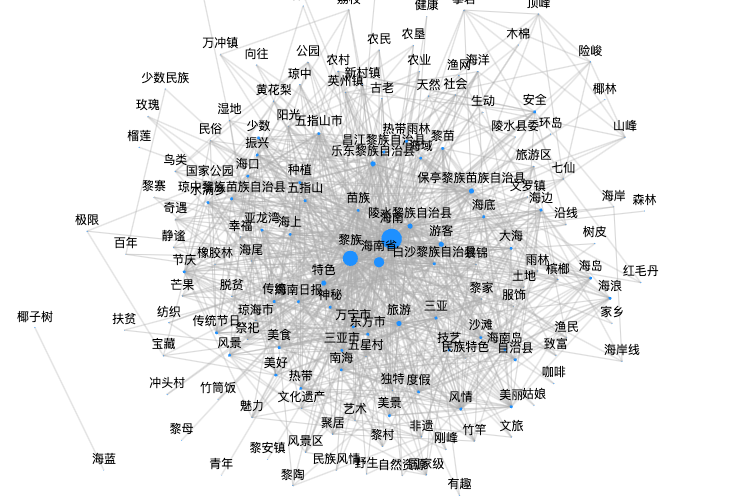 健康
顶峰
木棉
农民
农垦
万冲镇
向往
公园
险峻
农村
农业
渔网
海洋
琼中
新村镇
英州镇
天然
社会
少数民族
黄花梨
古老
椰林
玫瑰
湿地
阳光
五指山市
生动
安全
榴莲
民俗
少数
热带雨林
陵水县委
环岛
山峰
振兴
昌江黎族自治县
黎苗
乐东黎族自治县
旅游区
鸟类
国家公园
海口
种植
保亭黎族苗族自治县
七仙
黎寨
琼中黎族苗族自治县
五指山
文罗镇
苗族
海边
海岸
森林
奇遇
陵水黎族自治县
海底
沿线
极限
亚龙湾
海上
海南
幸福
游客
树皮
静谧
黎族
大海
百年
橡胶林
海尾
海南省
白沙黎族自治县
节庆
雨林
槟榔
海岛
红毛丹
特色
土地
芒果
脱贫
海南日报
神秘
黎家
服饰
海浪
纺织
琼海市
万宁市
旅游
三亚
家乡
椰子树
扶贫
传统节日
东方市
沙滩
渔民
祭祀
宝藏
风景
美食
三亚市
五星村
技艺
海南岛
致富
民族特色
自治县
海岸线
美好
南海
冲头村
热带
独特
度假
咖啡
竹筒饭
文化遗产
风情
美丽
姑娘
魅力
艺术
美景
黎母
聚居
非遗
竹竿
文旅
黎村
刚峰
海蓝
黎安镇
风景区
青年
民族风情
野生
自然资源
国家级
黎陶
有趣